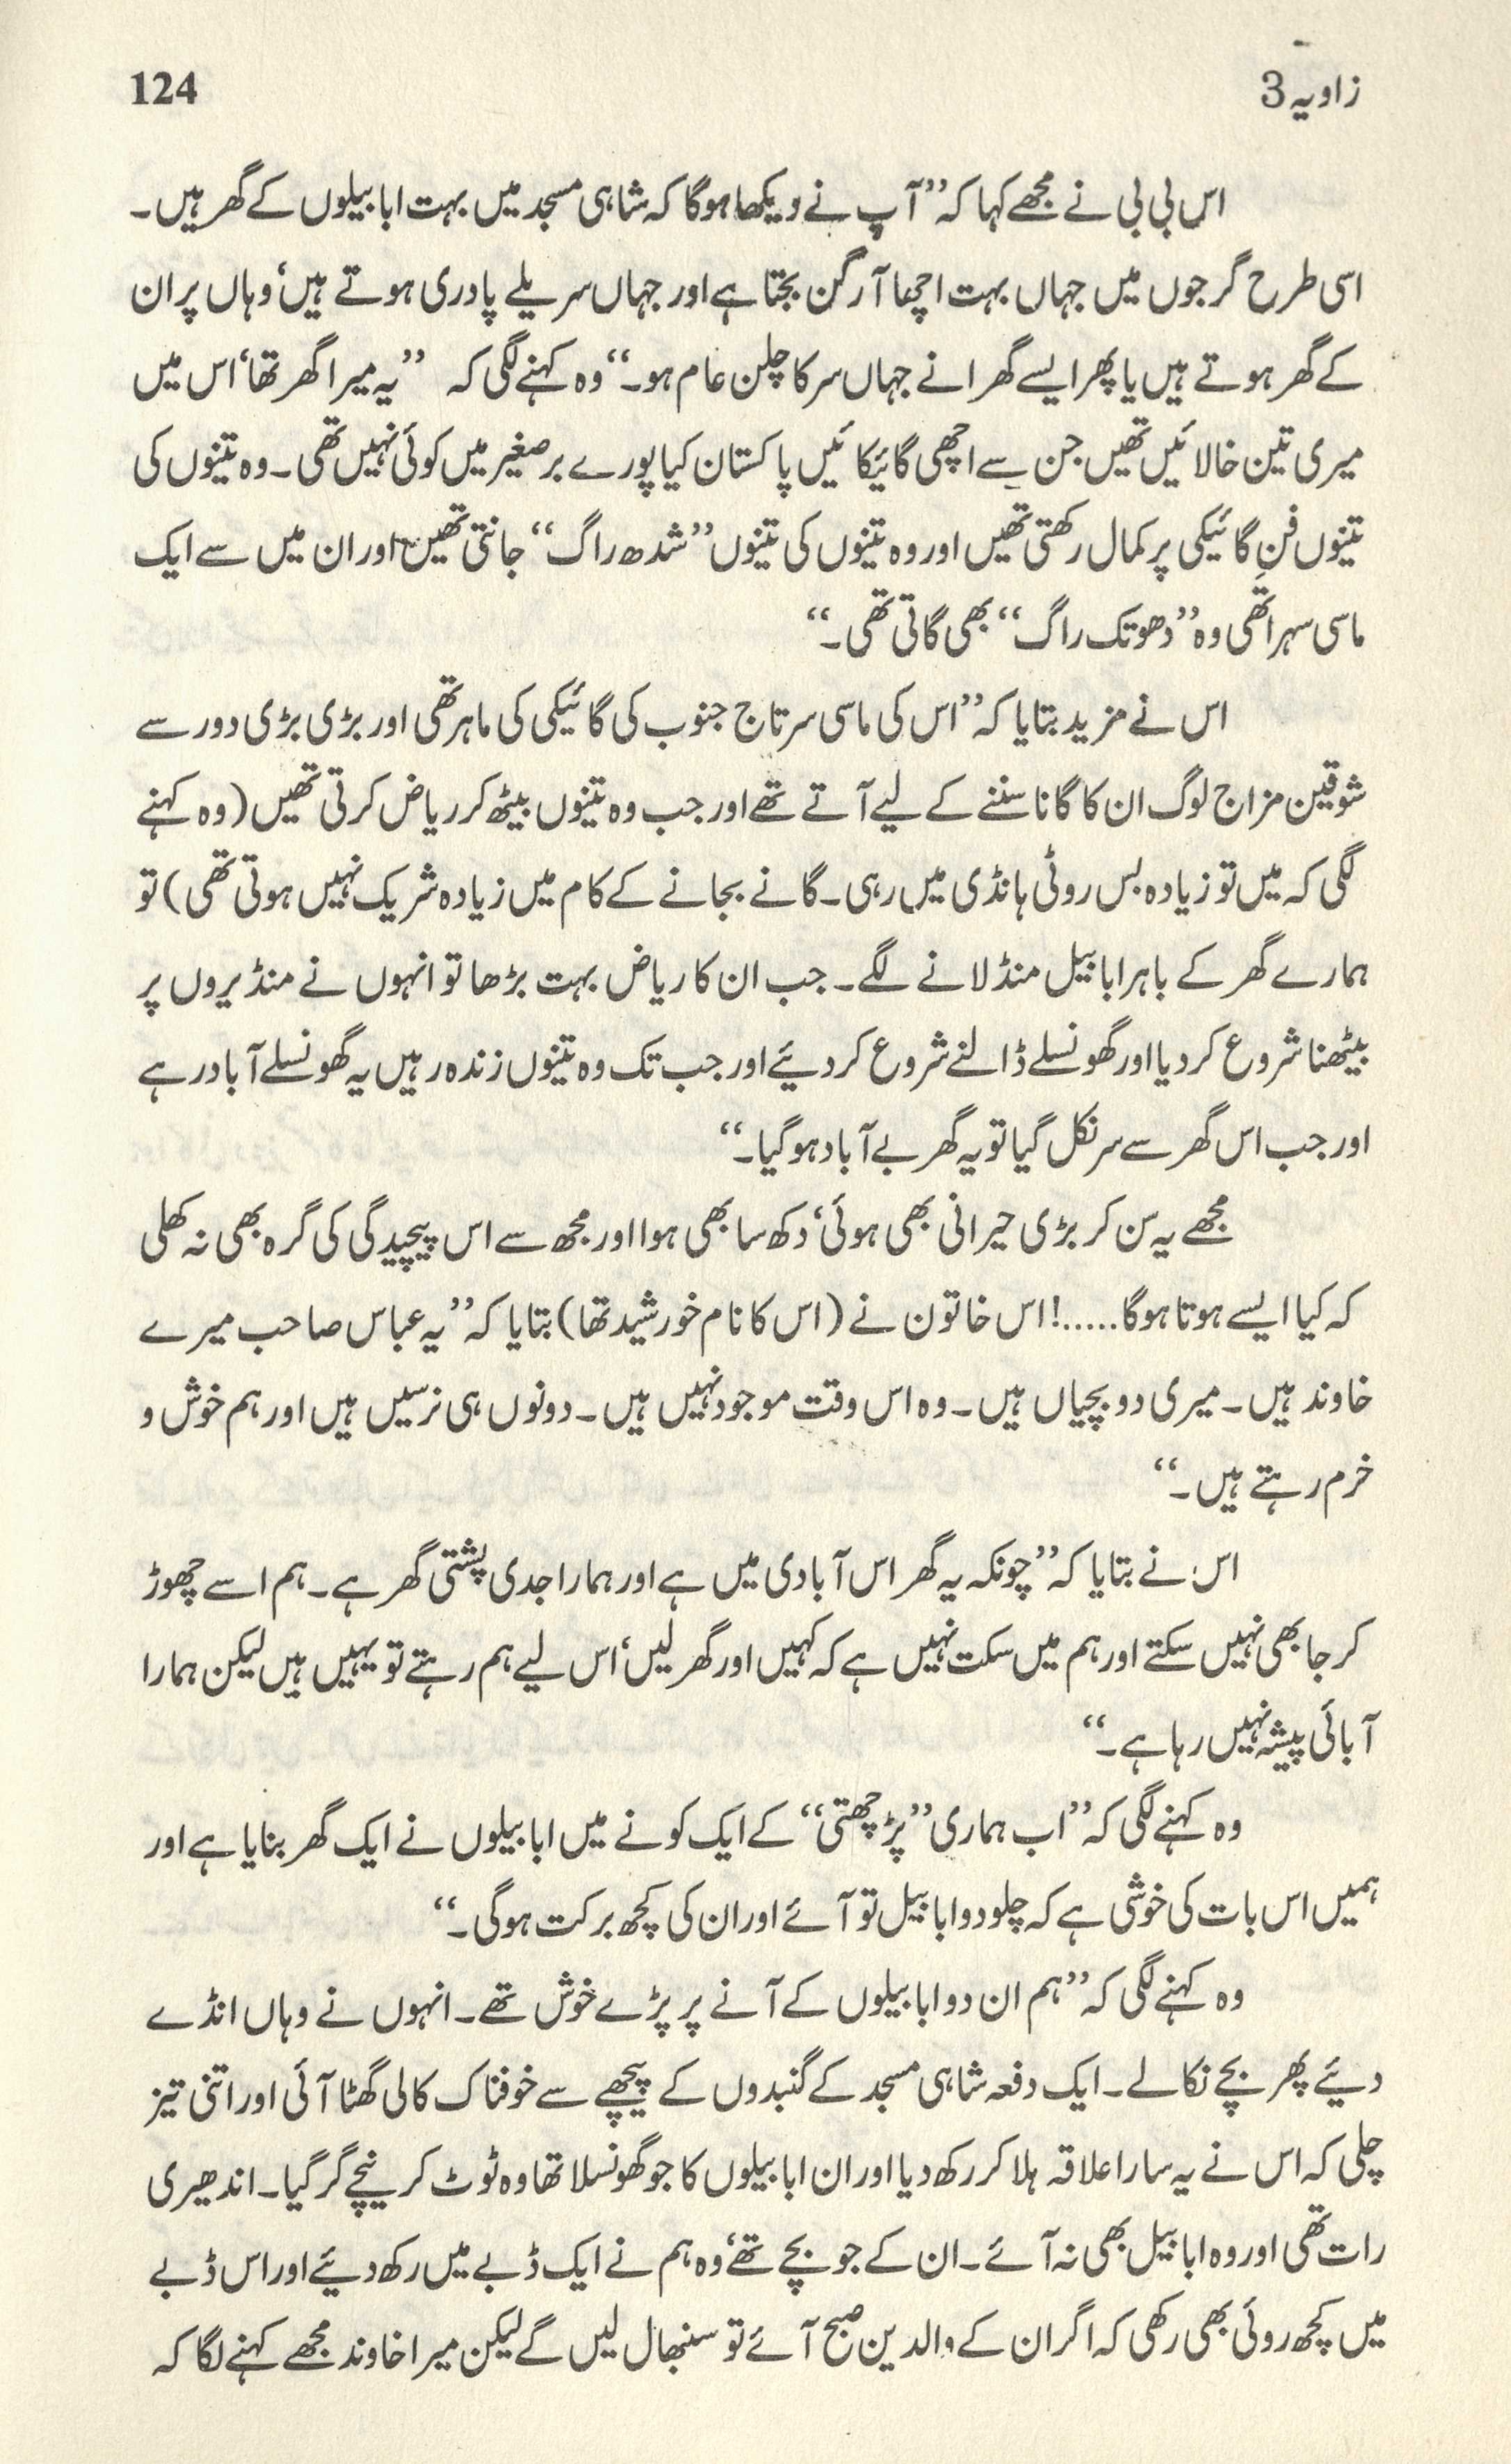 زاویہ 3
124
اس بی بی نے مجھے کہا کہ ’’آپ نے دیکھا ہوگا کہ شاہی مسجد میں بہت ابابیلوں کے گھر ہیں۔
اسی طرح گرجوں میں جہاں بہت اچھا آرگن بجتا ہے اور جہاں سریلے پادری ہوتے ہیں‘ وہاں پر ان
کے گھر ہوتے ہیں یا پھر ایسے گھرانے جہاں سر کا چلن عام ہو۔‘‘ وہ کہنے لگی کہ ’’یہ میرا گھر تھا‘ اس میں
میری تین خالائیں تھیں جن سے اچھی گائیکائیں پاکستان کیا پورے برصغیر میں کوئی نہیں تھی۔ وہ تینوں کی
تینوں فنِ گائیکی پر کمال رکھتی تھیں اور وہ تینوں کی تینوں ’’شدھ راگ‘‘ جانتی تھیں اور ان میں سے ایک
ماسی سہرا تھی وہ ’’دھوتک راگ‘‘ بھی گاتی تھی۔‘‘
اس نے مزید بتایا کہ ’’اس کی ماسی سرتاج جنوب کی گائیکی کی ماہر تھی اور بڑی بڑی دور سے
شوقین مزاج لوگ ان کا گانا سننے کے لیے آتے تھے اور جب وہ تینوں بیٹھ کر ریاض کرتی تھیں (وہ کہنے
لگی کہ میں تو زیادہ بس روٹی ہانڈی میں رہی۔ گانے بجانے کے کام میں زیادہ شریک نہیں ہوتی تھی) تو
ہمارے گھر کے باہر ابابیل منڈلانے لگے۔ جب ان کا ریاض بہت بڑھا تو انہوں نے منڈیروں پر
بیٹھنا شروع کر دیا اور گھونسلے ڈالنے شروع کر دیئے اور جب تک وہ تینوں زندہ رہیں یہ گھونسلے آباد رہے
اور جب اس گھر سے سر نکل گیا تو یہ گھر بے آباد ہو گیا۔‘‘
مجھے یہ سن کر بڑی حیرانی بھی ہوئی‘ دکھ سا بھی ہوا اور مجھ سے اس پیچیدگی کی گرہ بھی نہ کھلی
کہ کیا ایسے ہوتا ہوگا.....! اس خاتون نے (اس کا نام خورشید تھا) بتایا کہ ’’یہ عباس صاحب میرے
خاوند ہیں۔ میری دو بچیاں ہیں۔ وہ اس وقت موجود نہیں ہیں۔ دونوں ہی نرسیں ہیں اور ہم خوش و
خرم رہتے ہیں۔‘‘
اس نے بتایا کہ ’’چونکہ یہ گھر اس آبادی میں ہے اور ہمارا جدی پشتی گھر ہے۔ ہم اسے چھوڑ
کر جا بھی نہیں سکتے اور ہم میں سکت نہیں ہے کہ کہیں اور گھر لیں‘ اس لیے ہم رہتے تو یہیں ہیں لیکن ہمارا
آبائی پیشہ نہیں رہا ہے۔‘‘
وہ کہنے لگی کہ ’’اب ہماری ’’پڑچھتی‘‘ کے ایک کونے میں ابابیلوں نے ایک گھر بنایا ہے اور
ہمیں اس بات کی خوشی ہے کہ چلو دو ابابیل تو آئے اور ان کی کچھ برکت ہوگی۔‘‘
وہ کہنے لگی کہ ’’ہم ان دو ابابیلوں کے آنے پر پڑے خوش تھے۔ انہوں نے وہاں انڈے
دیئے پھر بچے نکالے۔ ایک دفعہ شاہی مسجد کے گنبدوں کے پیچھے سے خوفناک کالی گھٹا آئی اور اتنی تیز
چلی کہ اس نے یہ سارا علاقہ ہلا کر رکھ دیا اور ان ابابیلوں کا جو گھونسلا تھا وہ ٹوٹ کر نیچے گر گیا۔ اندھیری
رات تھی اور وہ ابابیل بھی نہ آئے۔ ان کے جو بچے تھے‘ وہ ہم نے ایک ڈبے میں رکھ دیئے اور اس ڈبے
میں کچھ روئی بھی رکھی کہ اگر ان کے والدین صبح آئے تو سنبھال لیں گے لیکن میرا خاوند مجھے کہنے لگا کہ